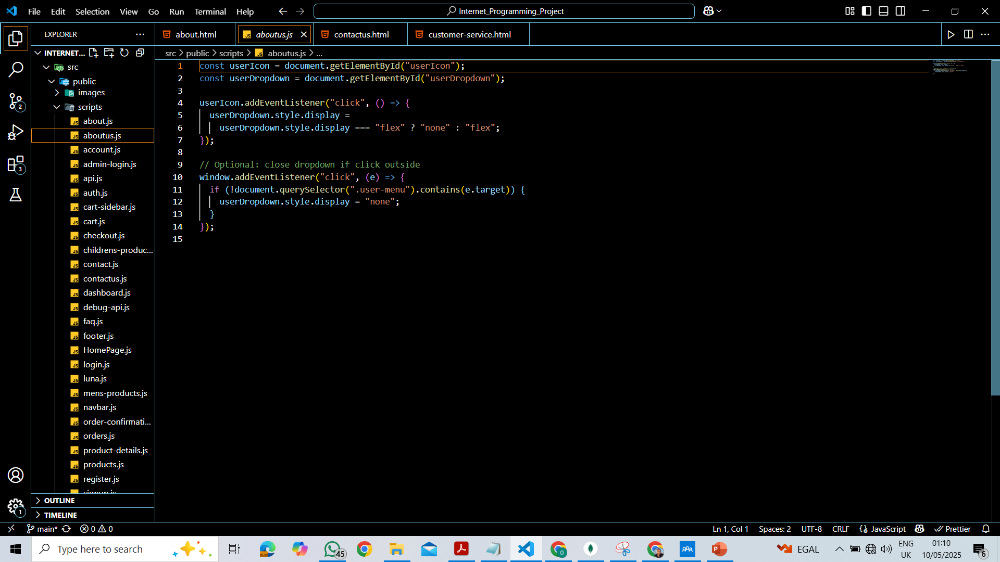 File Edit Selection View Go Run Terminal Help
Internet_Programming_Project
EXPLORER
about.html
aboutus.js
contactus.html
customer-service.html
INTERNET...
src
public
images
scripts
about.js
aboutus.js
account.js
admin-login.js
api.js
auth.js
cart-sidebar.js
cart.js
checkout.js
childrens-produc...
contact.js
contactus.js
dashboard.js
debug-api.js
faq.js
footer.js
HomePage.js
login.js
luna.js
mens-products.js
navbar.js
order-confirmati...
orders.js
product-details.js
products.js
register.js
signup.js
OUTLINE
TIMELINE
2
3
1
src > public > scripts > JS aboutus.js > ...
1 const userIcon = document.getElementById("userIcon");
2 const userDropdown = document.getElementById("userDropdown");
3
4 userIcon.addEventListener("click", () => {
5 userDropdown.style.display =
6 userDropdown.style.display === "flex" ? "none" : "flex";
7 });
8
9 // Optional: close dropdown if click outside
10 window.addEventListener("click", (e) => {
11 if (!document.querySelector(".user-menu").contains(e.target)) {
12 userDropdown.style.display = "none";
13 }
14 });
15
main* 0 0
Ln 1, Col 1 Spaces: 2 UTF-8 CRLF {} JavaScript Prettier
Type here to search
45
EGAL
ENG
UK
01:10
10/05/2025
6